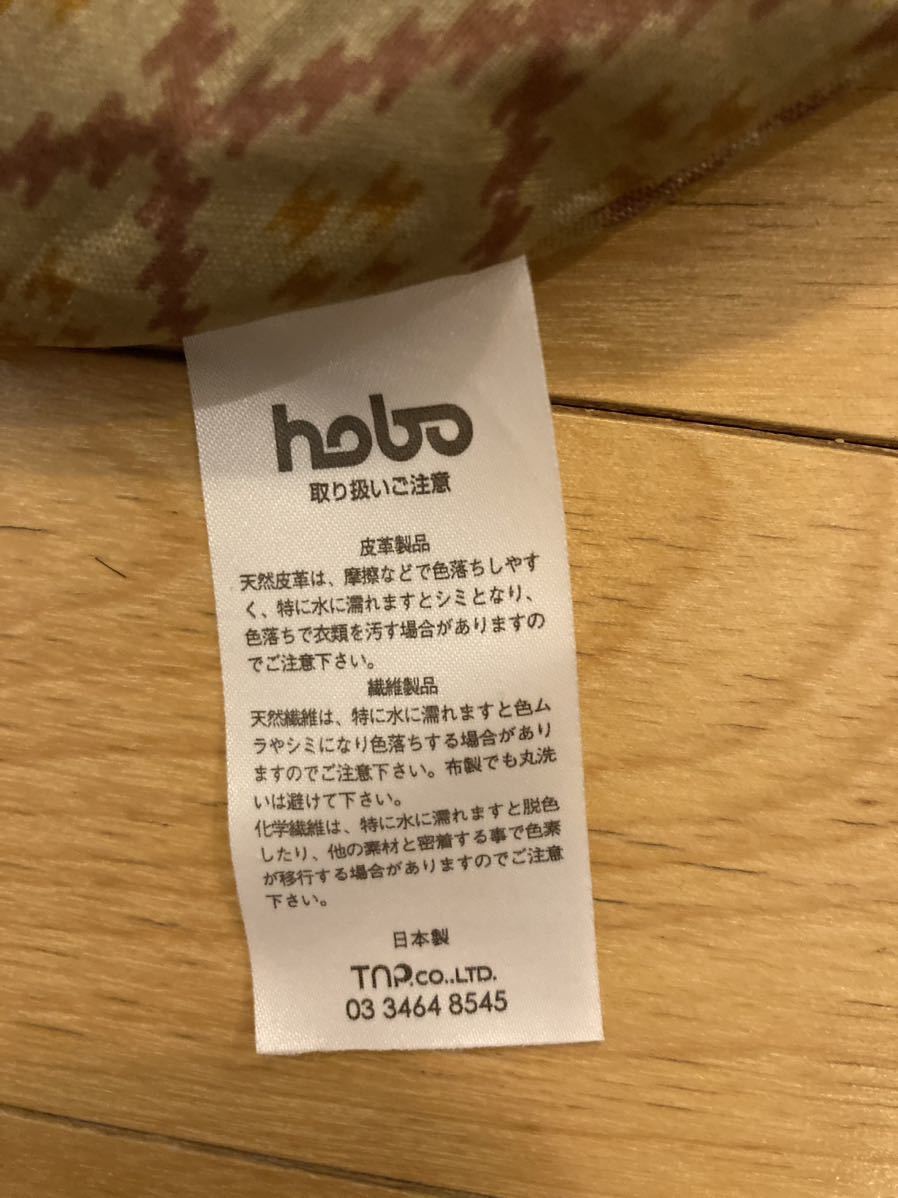 hobo
取り扱いご注意
皮革製品
天然皮革は、摩擦などで色落ちしやす
く、特に水に濡れますとシミとなり、
色落ちで衣類を汚す場合がありますの
でご注意下さい。
繊維製品
天然繊維は、特に水に濡れますと色ム
ラやシミになり色落ちする場合があり
ますのでご注意下さい。布製でも丸洗
いは避けて下さい。
化学繊維は、特に水に濡れますと脱色
したり、他の素材と密着する事で色素
が移行する場合がありますのでご注意
下さい。
日本製
TNP.CO.,LTD.
03 3464 8545